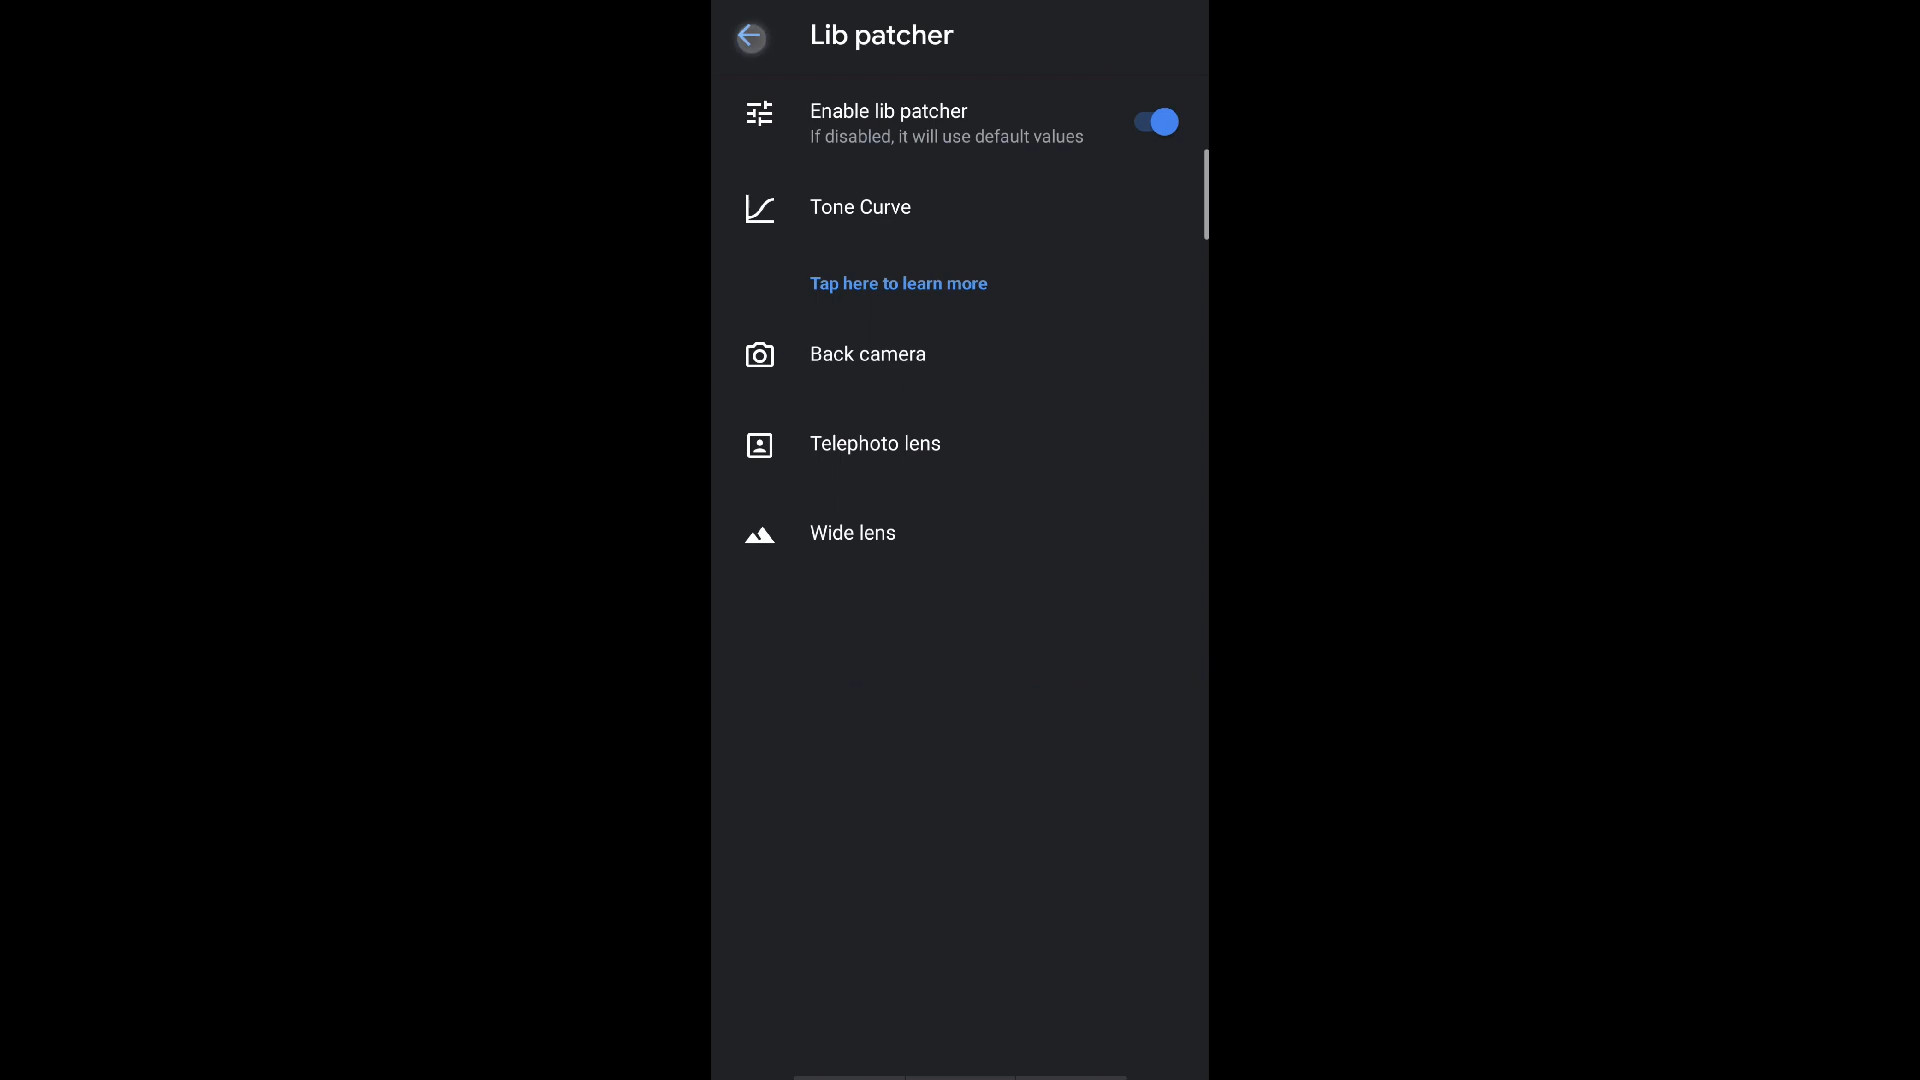 Lib patcher
Enable lib patcher
If disabled, it will use default values
Tone Curve
Tap here to learn more
Back camera
Telephoto lens
Wide lens